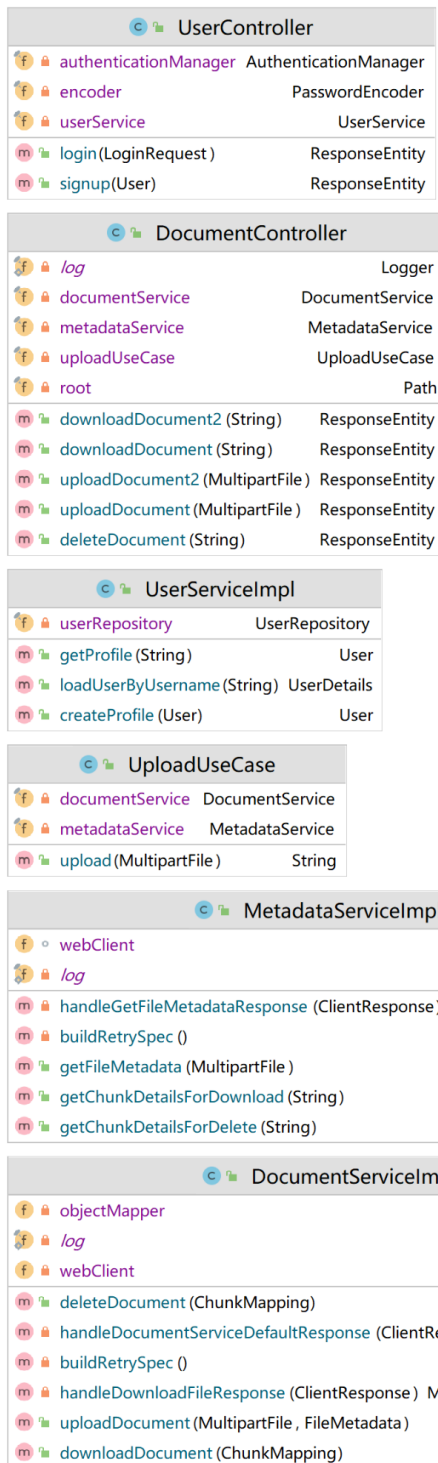 UserController
authenticationManager AuthenticationManager
encoder PasswordEncoder
userService UserService
login(LoginRequest) ResponseEntity
signup(User) ResponseEntity
DocumentController
log Logger
documentService DocumentService
metadataService MetadataService
uploadUseCase UploadUseCase
root Path
downloadDocument2(String) ResponseEntity
downloadDocument(String) ResponseEntity
uploadDocument2(MultipartFile) ResponseEntity
uploadDocument(MultipartFile) ResponseEntity
deleteDocument(String) ResponseEntity
UserServiceImpl
userRepository UserRepository
getProfile(String) User
loadUserByUsername(String) UserDetails
createProfile(User) User
UploadUseCase
documentService DocumentService
metadataService MetadataService
upload(MultipartFile) String
MetadataServiceImp
webClient
log
handleGetFileMetadataResponse (ClientResponse)
buildRetrySpec()
getFileMetadata(MultipartFile)
getChunkDetailsForDownload(String)
getChunkDetailsForDelete(String)
DocumentServiceIm
objectMapper
log
webClient
deleteDocument(ChunkMapping)
handleDocumentServiceDefaultResponse (ClientRe
buildRetrySpec()
handleDownloadFileResponse (ClientResponse) M
uploadDocument(MultipartFile, FileMetadata)
downloadDocument(ChunkMapping)